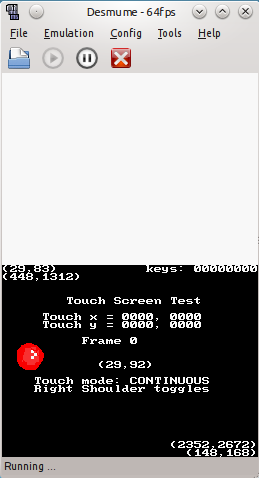 Desmume - 64fps
File Emulation Config Tools Help
(29,83) keys: 00000000
(448,1312)
Touch Screen Test
Touch x = 0000, 0000
Touch y = 0000, 0000
Frame 0
(29,92)
Touch mode: CONTINUOUS
Right Shoulder toggles
(2352,2672)
(148,168)
Running ...